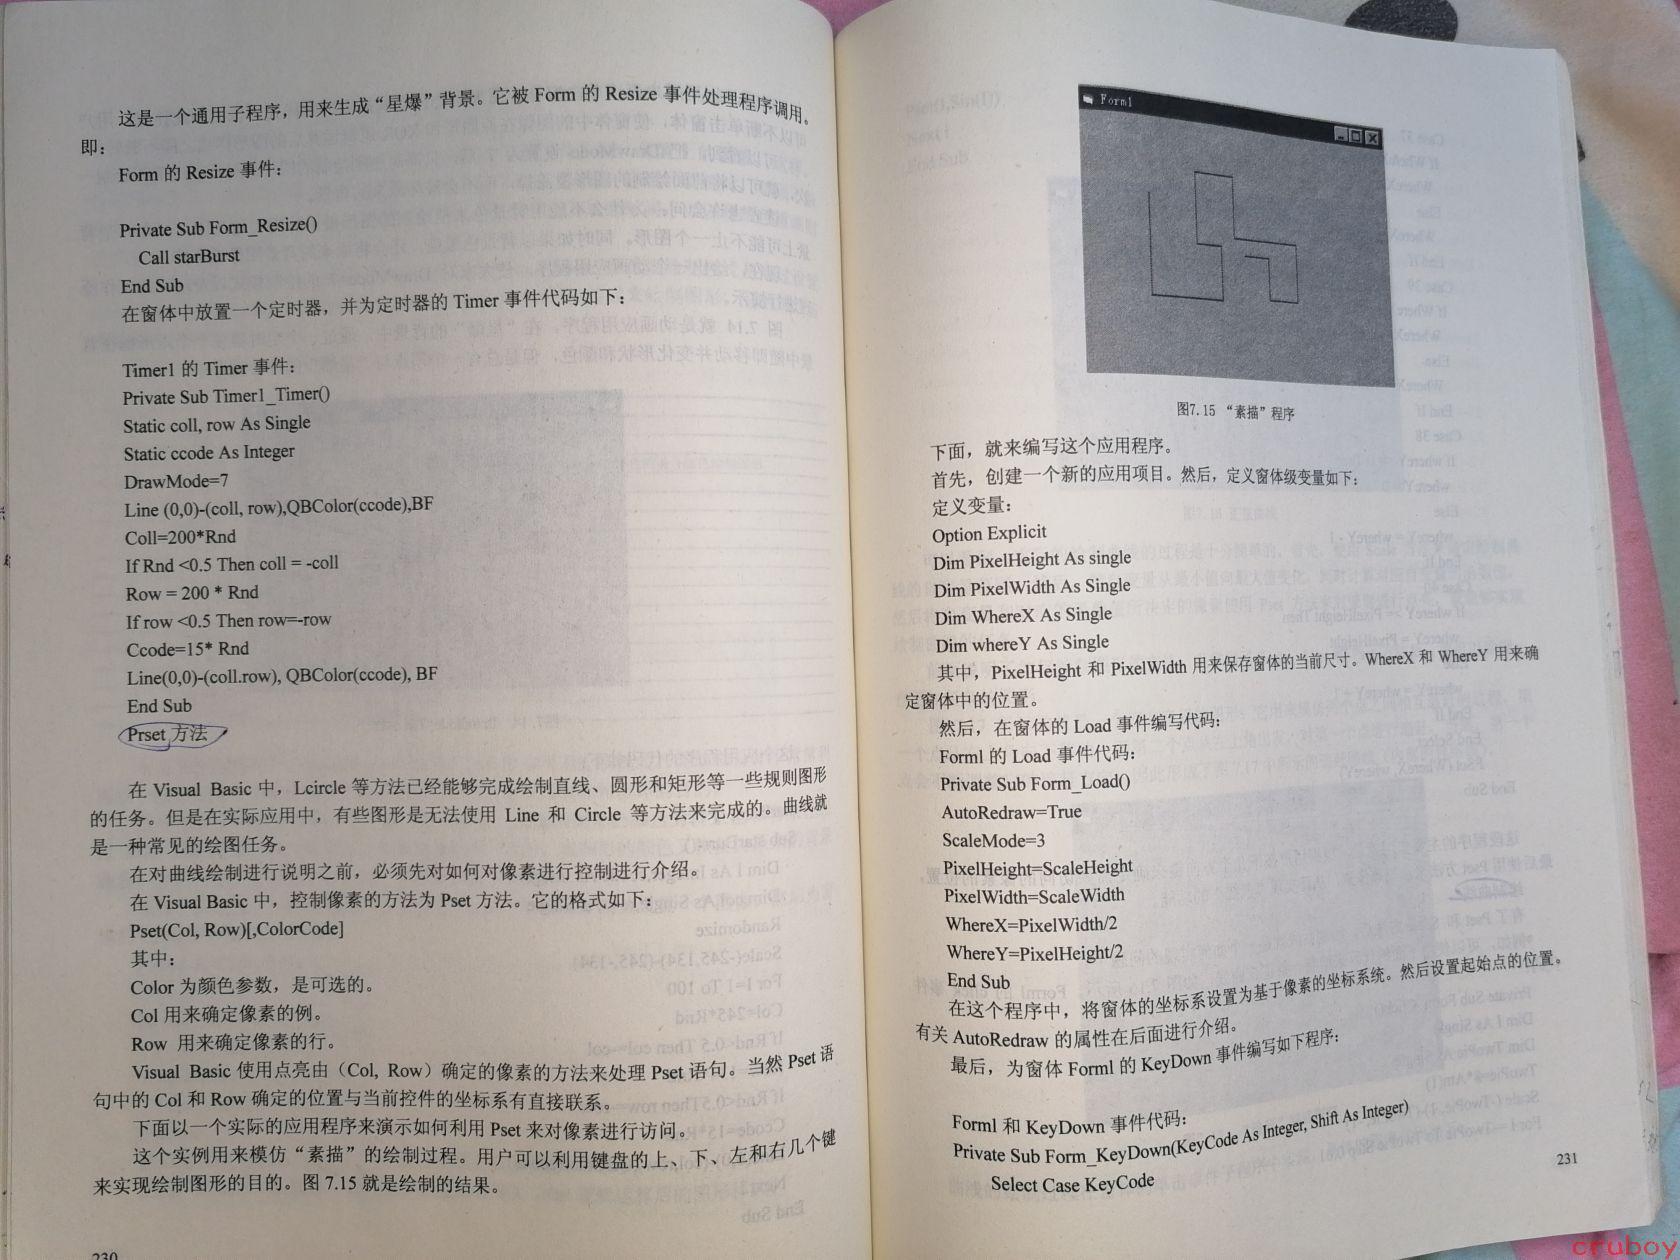 这是一个通用子程序，用来生成“星爆”背景。它被 Form 的 Resize 事件处理程序调用。
即：
Form 的 Resize 事件：
Private Sub Form_Resize()
Call starBurst
End Sub
在窗体中放置一个定时器，并为定时器的 Timer 事件代码如下：
Timer1 的 Timer 事件：
Private Sub Timer1_Timer()
Static coll, row As Single
Static ccode As Integer
DrawMode=7
Line (0,0)-(coll, row),QBColor(ccode),BF
Coll=200*Rnd
If Rnd <0.5 Then coll = -coll
Row = 200 * Rnd
If row <0.5 Then row=-row
Ccode=15* Rnd
Line(0,0)-(coll.row), QBColor(ccode), BF
End Sub
Prset 方法
在 Visual Basic 中，Lcircle 等方法已经能够完成绘制直线、圆形和矩形等一些规则图形
的任务。但是在实际应用中，有些图形是无法使用 Line 和 Circle 等方法来完成的。曲线就
是一种常见的绘图任务。
在对曲线绘制进行说明之前，必须先对如何对像素进行控制进行介绍。
在 Visual Basic 中，控制像素的方法为 Pset 方法。它的格式如下：
Pset(Col, Row)[,ColorCode]
其中：
Color 为颜色参数，是可选的。
Col 用来确定像素的例。
Row 用来确定像素的行。
Visual Basic 使用点亮由（Col, Row）确定的像素的方法来处理 Pset 语句。当然 Pset 语
句中的 Col 和 Row 确定的位置与当前控件的坐标系有直接联系。
下面以一个实际的应用程序来演示如何利用 Pset 来对像素进行访问。
这个实例用来模仿“素描”的绘制过程。用户可以利用键盘的上、下、左和右几个键
来实现绘制图形的目的。图 7.15 就是绘制的结果。
230
Form1
图7.15 “素描”程序
下面，就来编写这个应用程序。
首先，创建一个新的应用项目。然后，定义窗体级变量如下：
定义变量：
Option Explicit
Dim PixelHeight As single
Dim PixelWidth As Single
Dim WhereX As Single
Dim whereY As Single
其中，PixelHeight 和 PixelWidth 用来保存窗体的当前尺寸。WhereX 和 WhereY 用来确
定窗体中的位置。
然后，在窗体的 Load 事件编写代码：
Form1 的 Load 事件代码：
Private Sub Form_Load()
AutoRedraw=True
ScaleMode=3
PixelHeight=ScaleHeight
PixelWidth=ScaleWidth
WhereX=PixelWidth/2
WhereY=PixelHeight/2
End Sub
在这个程序中，将窗体的坐标系设置为基于像素的坐标系统。然后设置起始点的位置。
有关 AutoRedraw 的属性在后面进行介绍。
最后，为窗体 Form1 的 KeyDown 事件编写如下程序：
Form1 和 KeyDown 事件代码：
Private Sub Form_KeyDown(KeyCode As Integer, Shift As Integer)
Select Case KeyCode
231
cruboy